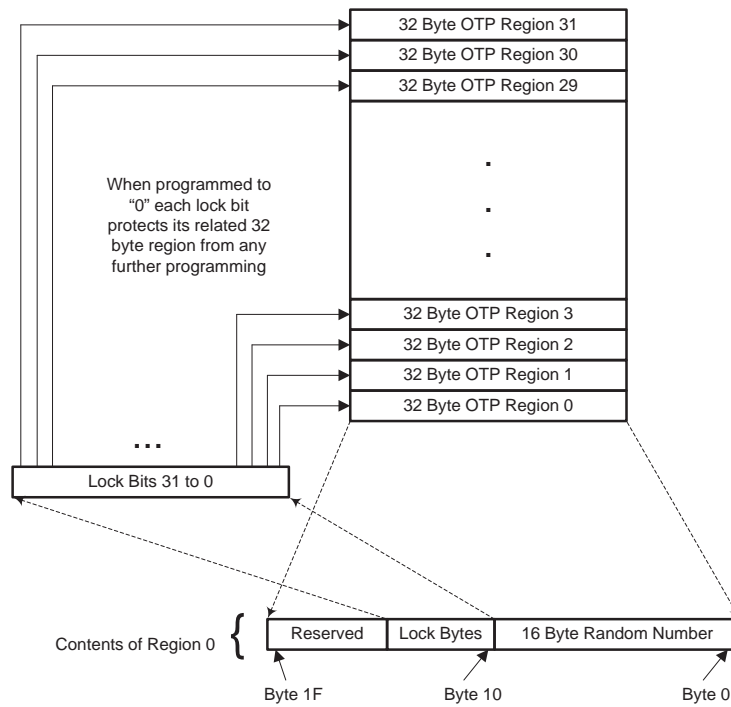 32 Byte OTP Region 31
32 Byte OTP Region 30
32 Byte OTP Region 29
.
.
.
When programmed to
“0” each lock bit
protects its related 32
byte region from any
further programming
32 Byte OTP Region 3
32 Byte OTP Region 2
32 Byte OTP Region 1
32 Byte OTP Region 0
...
Lock Bits 31 to 0
Contents of Region 0 {
Reserved
Lock Bytes
16 Byte Random Number
Byte 1F
Byte 10
Byte 0